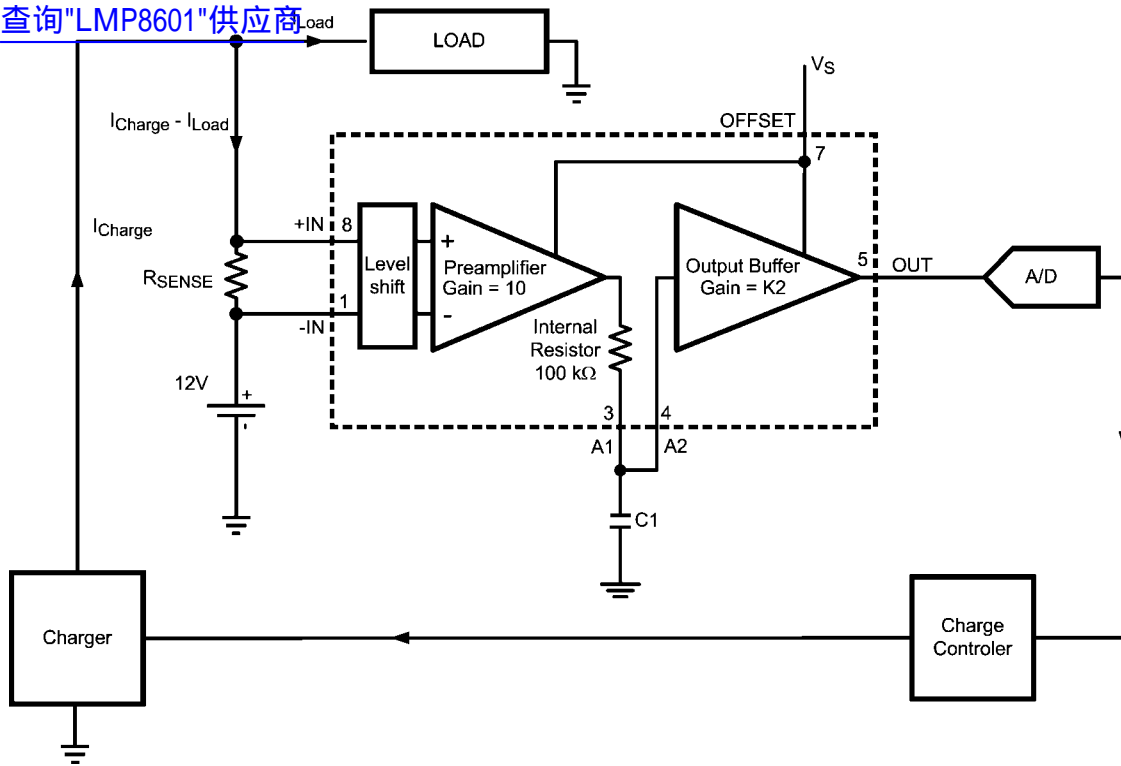 查询"LMP8601"供应商
Load
LOAD
VS
ICharge - ILoad
OFFSET
7
ICharge
+IN
8
Level
shift
+
-
Preamplifier
Gain = 10
Output Buffer
Gain = K2
5
OUT
A/D
RSENSE
1
-IN
Internal
Resistor
100 kΩ
12V
+
-
3
4
A1
A2
C1
Charger
Charge
Controler